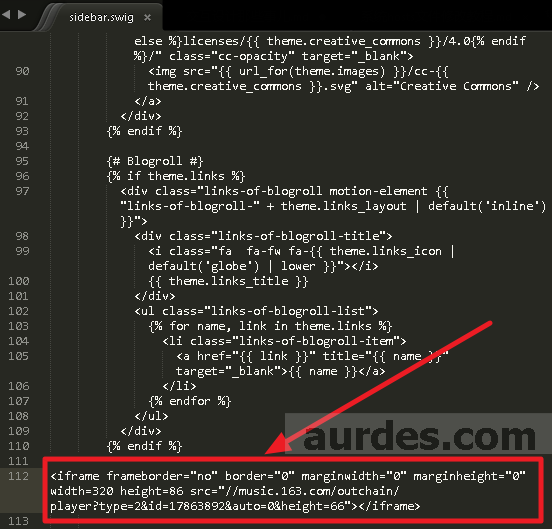 sidebar.swig ×
else %}licenses/{{ theme.creative_commons }}/4.0{% endif
%}/" class="cc-opacity" target="_blank">
90 <img src="{{ url_for(theme.images) }}/cc-{{
theme.creative_commons }}.svg" alt="Creative Commons" />
91 </a>
92 </div>
93 {% endif %}
94
95 {# Blogroll #}
96 {% if theme.links %}
97 <div class="links-of-blogroll motion-element {{
"links-of-blogroll-" + theme.links_layout | default('inline')
}}">
98 <div class="links-of-blogroll-title">
99 <i class="fa  fa-fw fa-{{ theme.links_icon |
default('globe') | lower }}"></i>
100 {{ theme.links_title }}
101 </div>
102 <ul class="links-of-blogroll-list">
103 {% for name, link in theme.links %}
104 <li class="links-of-blogroll-item">
105 <a href="{{ link }}" title="{{ name }}"
target="_blank">{{ name }}</a>
106 </li>
107 {% endfor %}
108 </ul>
109 </div>
110 {% endif %}
aurdes.com
111
112 <iframe frameborder="no" border="0" marginwidth="0" marginheight="0"
width=320 height=86 src="//music.163.com/outchain/
player?type=2&id=17863892&auto=0&height=66"></iframe>
113